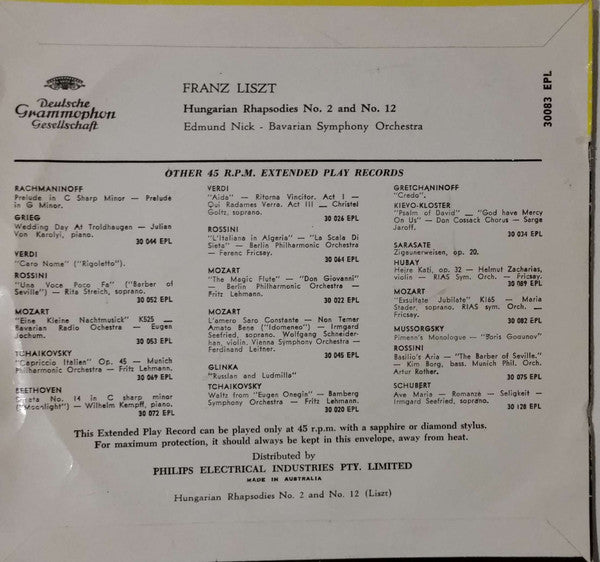 Deutsche
Grammophon
Gesellschaft
FRANZ LISZT
Hungarian Rhapsodies No. 2 and No. 12
Edmund Nick - Bavarian Symphony Orchestra
30083 EPL
OTHER 45 R.P.M. EXTENDED PLAY RECORDS
RACHMANINOFF
Prelude in C Sharp Minor — Prelude
in G Minor.
GRIEG
Wedding Day At Troldhaugen — Julian
Von Karolyi, piano.
30 044 EPL
VERDI
"Caro Nome" ("Rigoletto").
ROSSINI
"Una Voce Poco Fa" ("Barber of
Seville") — Rita Streich, soprano.
30 052 EPL
MOZART
"Eine Kleine Nachtmusick" K525 —
Bavarian Radio Ochestra — Eugen
Jochum.
30 053 EPL
TCHAIKOVSKY
"Capriccio Italien" Op. 45 — Munich
Philharmonic Orchestra — Fritz Lehmann.
30 069 EPL
BEETHOVEN
Sonata No. 14 in C sharp minor
("Moonlight") — Wilhelm Kempff, piano.
30 072 EPL
VERDI
"Aida" — Ritorna Vincitor. Act I —
Qui Radames Verra. Act III — Christel
Goltz, soprano.
30 026 EPL
ROSSINI
"L'Italiana in Algeria" — "La Scala Di
Sieta" — Berlin Philharmonic Orchestra
— Ferenc Fricsay.
30 064 EPL
MOZART
"The Magic Flute" — "Don Giovanni"
— Berlin Philharmonic Orchestra —
Fritz Lehmann.
30 022 EPL
MOZART
L'amero Saro Constante — Non Temer
Amato Bene ("Idomeneo") — Irmgard
Seefried, soprano. Wolfgang Schneider-
han, violin. Vienna Symphony Orchestra —
Ferdinand Leitner.
30 045 EPL
GLINKA
"Russlan and Ludmilla"
TCHAIKOVSKY
Waltz from "Eugen Onegin" — Bamberg
Symphony Orchestra — Fritz Lehmann.
30 020 EPL
GRETCHANINOFF
"Credo".
KIEVO-KLOSTER
"Psalm of David" — "God have Mercy
On Us" — Don Cossack Chorus — Serge
Jaroff.
30 034 EPL
SARASATE
Zigeunerweisen, op. 20.
HUBAY
Hejre Kati, op. 32 — Helmut Zacharias,
violin — RIAS Sym. Orch. — Fricsay.
30 089 EPL
MOZART
"Exsultate Jubilate" K165 — Maria
Stader, soprano. RIAS sym Orch. —
Fricsay.
30 082 EPL
MUSSORGSKY
Pimenn's Monologue — "Boris Goounov"
ROSSINI
Basilio's Aria — "The Barber of Seville."
— Kim Borg, bass. Munich Phil. Orch.
Artur Rother.
30 075 EPL
SCHUBERT
Ave Maria — Romanze — Seligkeit —
Irmgard Seefried, soprano.
30 128 EPL
This Extended Play Record can be played only at 45 r.p.m. with a sapphire or diamond stylus.
For maximum protection, it should always be kept in this envelope, away from heat.
Distributed by
PHILIPS ELECTRICAL INDUSTRIES PTY. LIMITED
MADE IN AUSTRALIA
Hungarian Rhapsodies No. 2 and No. 12 (Liszt)